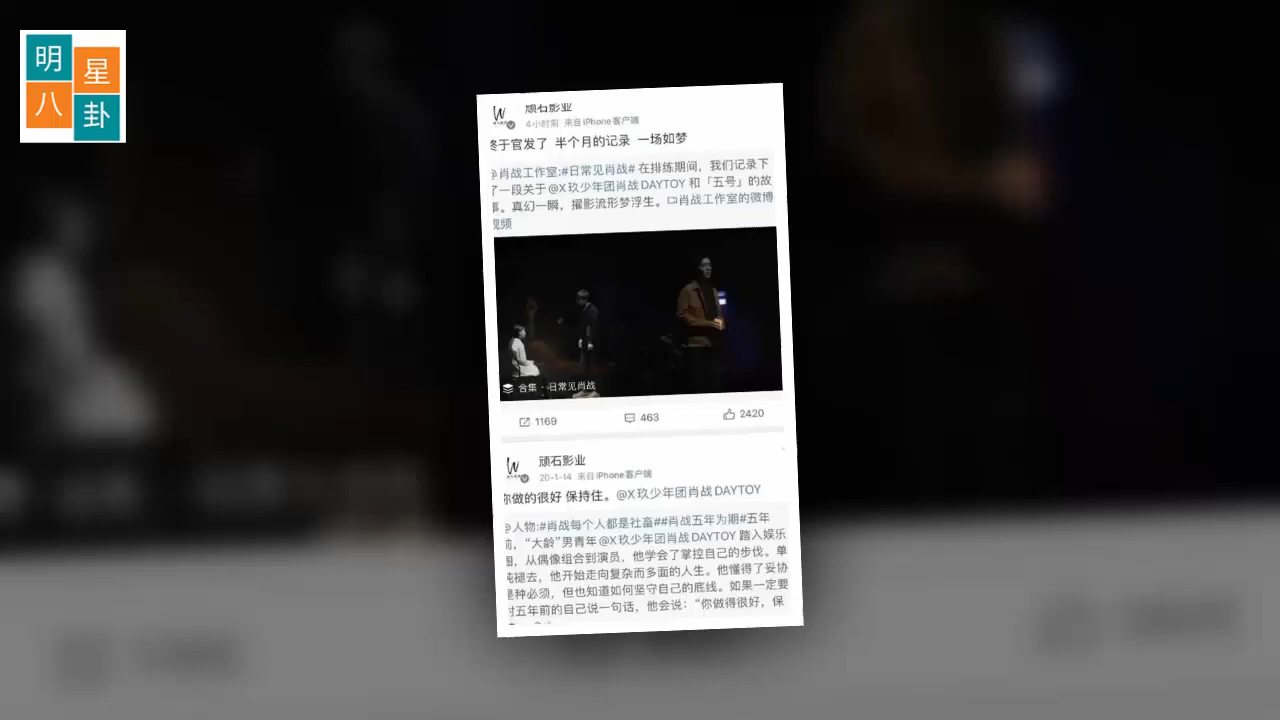 明星
八卦
顽石影业
4小时前 来自iPhone客户端
终于官发了 半个月的记录 一场如梦
@肖战工作室:#日常见肖战# 在排练期间，我们记录下
了一段关于@X玖少年团肖战DAYTOY 和「五号」的故
事。真幻一瞬，撮影流形梦浮生。肖战工作室的微博
视频
合集 · 日常见肖战
1169 463 2420
顽石影业
20-1-14 来自iPhone客户端
你做的很好 保持住。@X玖少年团肖战DAYTOY
@人物:#肖战每个人都是社畜##肖战五年为期#五年
前，“大龄”男青年@X玖少年团肖战DAYTOY 踏入娱乐
圈，从偶像组合到演员，他学会了掌控自己的步伐。单
纯褪去，他开始走向复杂而多面的人生。他懂得了妥协
是种必须，但也知道如何坚守自己的底线。如果一定要
对五年前的自己说一句话，他会说：“你做得很好，保